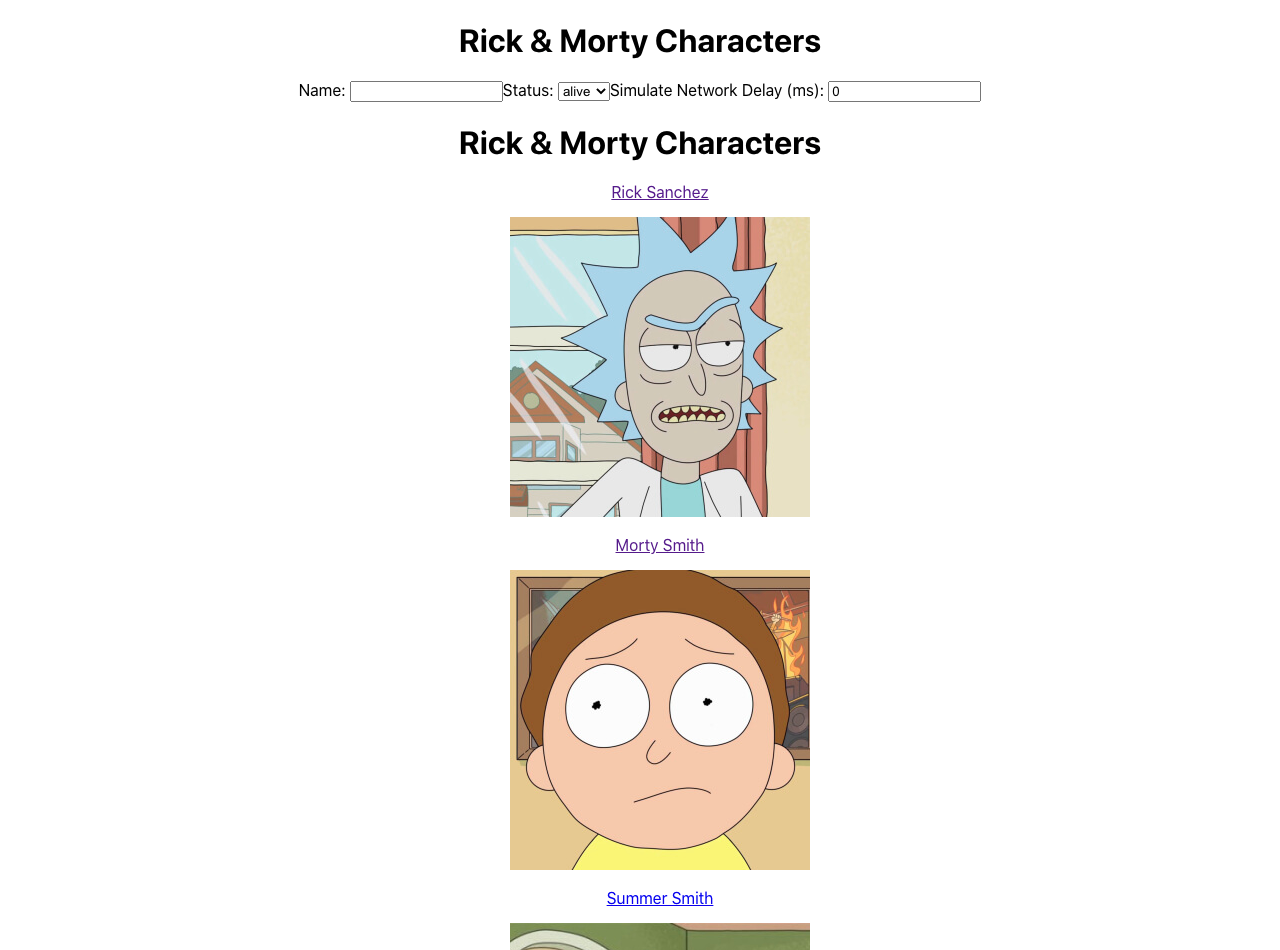 Rick & Morty Characters
Name: Status: alive Simulate Network Delay (ms): 0
Rick & Morty Characters
Rick Sanchez
Morty Smith
Summer Smith